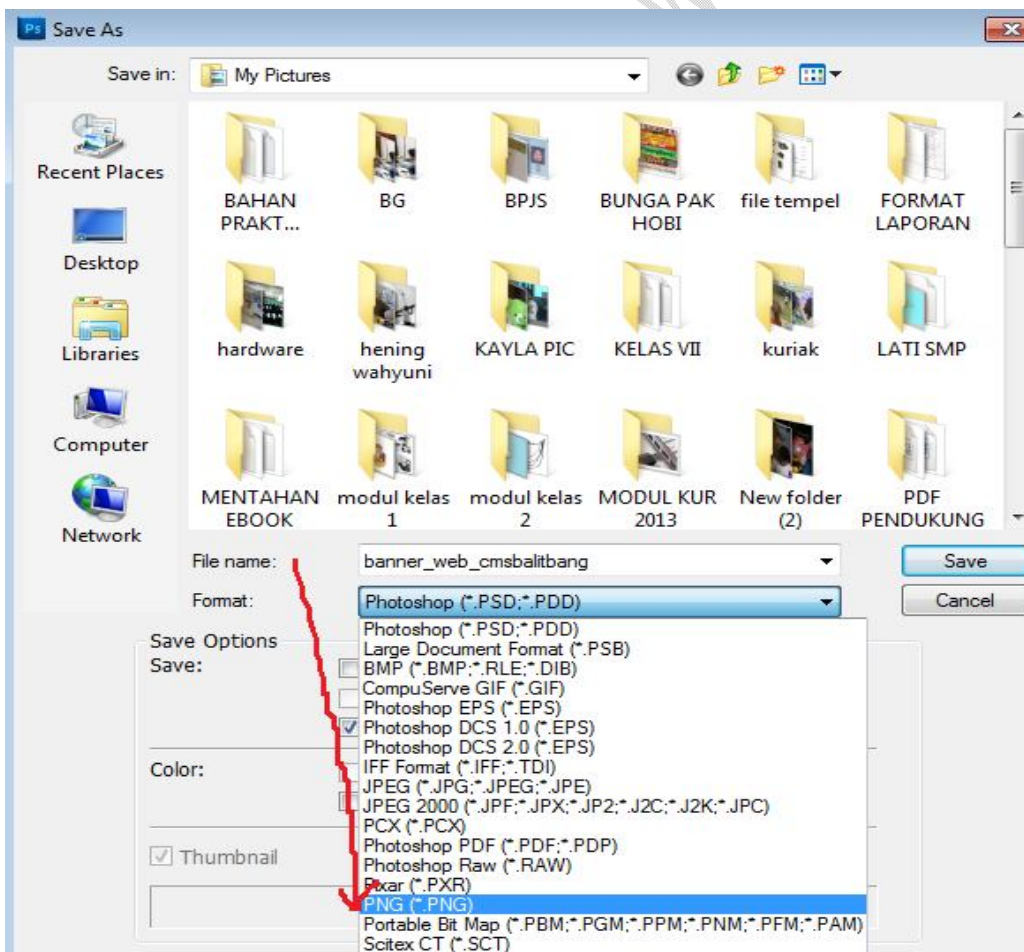 Ps Save As
Save in: My Pictures
Recent Places
Desktop
Libraries
Computer
Network
BAHAN
PRAKT...
BG
BPJS
BUNGA PAK
HOBI
file tempel
FORMAT
LAPORAN
hardware
hening
wahyuni
KAYLA PIC
KELAS VII
kuriak
LATI SMP
MENTAHAN
EBOOK
modul kelas
1
modul kelas
2
MODUL KUR
2013
New folder
(2)
PDF
PENDUKUNG
File name: banner_web_cmsbalitbang Save
Format: Photoshop (*.PSD;*.PDD) Cancel
Save Options
Save:
Color:
Thumbnail
Photoshop (*.PSD;*.PDD)
Large Document Format (*.PSB)
BMP (*.BMP;*.RLE;*.DIB)
CompuServe GIF (*.GIF)
Photoshop EPS (*.EPS)
Photoshop DCS 1.0 (*.EPS)
Photoshop DCS 2.0 (*.EPS)
IFF Format (*.IFF;*.TDI)
JPEG (*.JPG;*.JPEG;*.JPE)
JPEG 2000 (*.JPF;*.JPX;*.JP2;*.J2C;*.J2K;*.JPC)
PCX (*.PCX)
Photoshop PDF (*.PDF;*.PDP)
Photoshop Raw (*.RAW)
Pixar (*.PXR)
PNG (*.PNG)
Portable Bit Map (*.PBM;*.PGM;*.PPM;*.PNM;*.PFM;*.PAM)
Scitex CT (*.SCT)